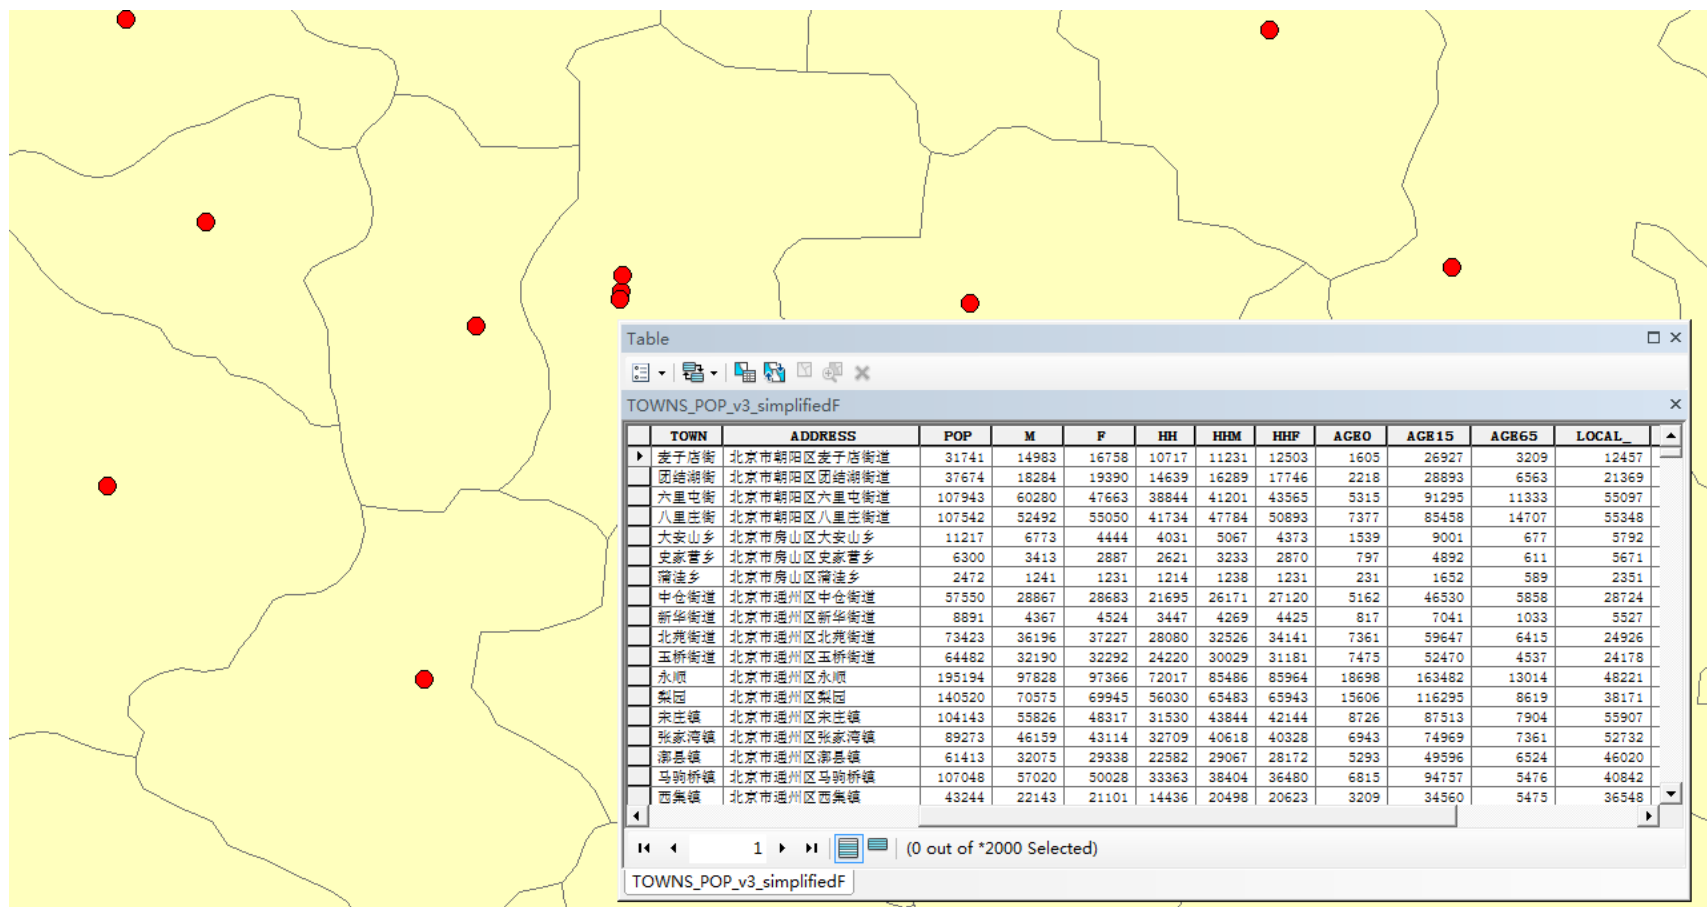 Table
TOWNS_POP_v3_simplifiedF
TOWN ADDRESS POP M F HH HHM HHF AGE0 AGE15 AGE65 LOCAL_
麦子店街 北京市朝阳区麦子店街道 31741 14983 16758 10717 11231 12503 1605 26927 3209 12457
团结湖街 北京市朝阳区团结湖街道 37674 18284 19390 14639 16289 17746 2218 28893 6563 21369
六里屯街 北京市朝阳区六里屯街道 107943 60280 47663 38844 41201 43565 5315 91295 11333 55097
八里庄街 北京市朝阳区八里庄街道 107542 52492 55050 41734 47784 50893 7377 85458 14707 55348
大安山乡 北京市房山区大安山乡 11217 6773 4444 4031 5067 4373 1539 9001 677 5792
史家营乡 北京市房山区史家营乡 6300 3413 2887 2621 3233 2870 797 4892 611 5671
蒲洼乡 北京市房山区蒲洼乡 2472 1241 1231 1214 1238 1231 231 1652 589 2351
中仓街道 北京市通州区中仓街道 57550 28867 28683 21695 26171 27120 5162 46530 5858 28724
新华街道 北京市通州区新华街道 8891 4367 4524 3447 4269 4425 817 7041 1033 5527
北苑街道 北京市通州区北苑街道 73423 36196 37227 28080 32526 34141 7361 59647 6415 24926
玉桥街道 北京市通州区玉桥街道 64482 32190 32292 24220 30029 31181 7475 52470 4537 24178
永顺 北京市通州区永顺 195194 97828 97366 72017 85486 85964 18698 163482 13014 48221
梨园 北京市通州区梨园 140520 70575 69945 56030 65483 65943 15606 116295 8619 38171
宋庄镇 北京市通州区宋庄镇 104143 55826 48317 31530 43844 42144 8726 87513 7904 55907
张家湾镇 北京市通州区张家湾镇 89273 46159 43114 32709 40618 40328 6943 74969 7361 52732
漷县镇 北京市通州区漷县镇 61413 32075 29338 22582 29067 28172 5293 49596 6524 46020
马驹桥镇 北京市通州区马驹桥镇 107048 57020 50028 33363 38404 36480 6815 94757 5476 40842
西集镇 北京市通州区西集镇 43244 22143 21101 14436 20498 20623 3209 34560 5475 36548
1 (0 out of *2000 Selected)
TOWNS_POP_v3_simplifiedF